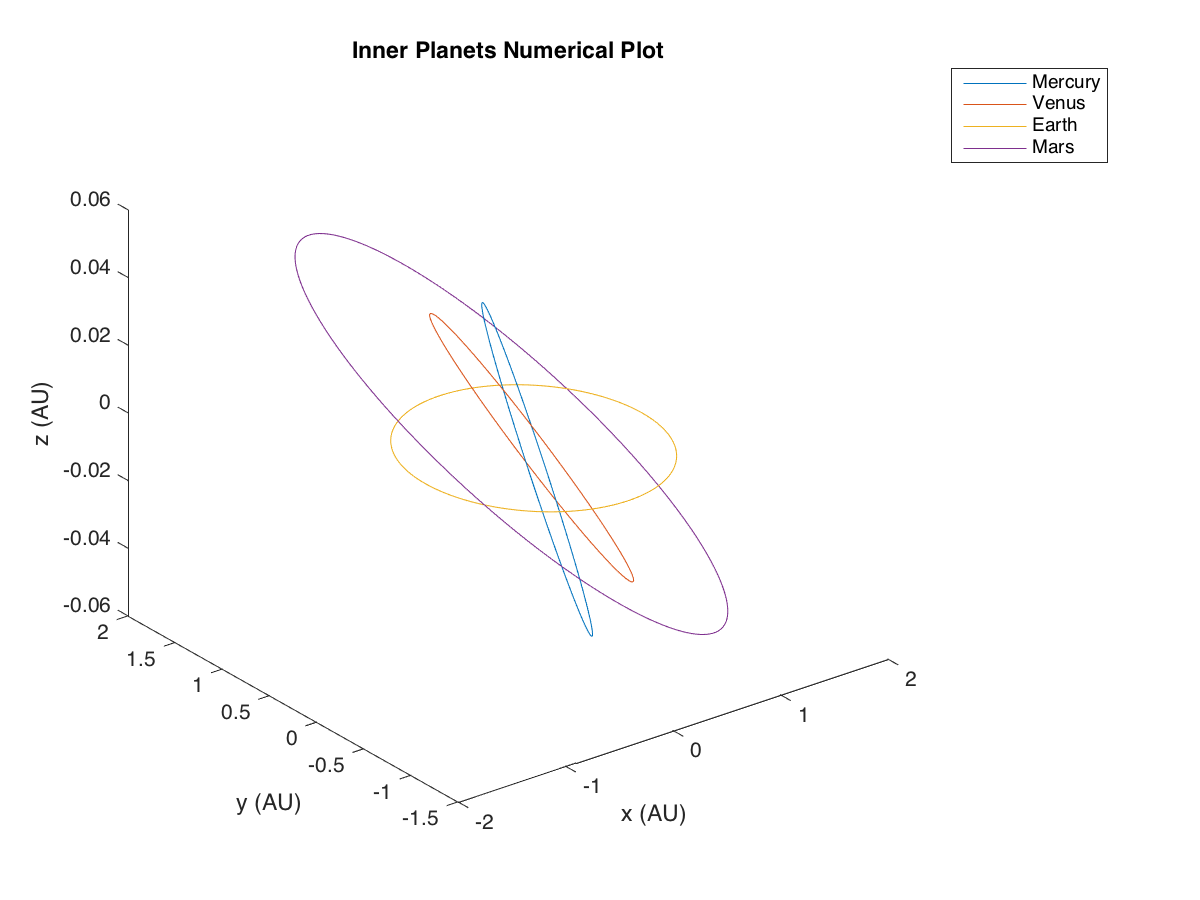 Inner Planets Numerical Plot
Mercury
Venus
Earth
Mars
0.06
0.04
0.02
0
-0.02
-0.04
-0.06
z (AU)
2
1.5
1
0.5
0
-0.5
-1
-1.5
y (AU)
-2
-1
0
1
2
x (AU)